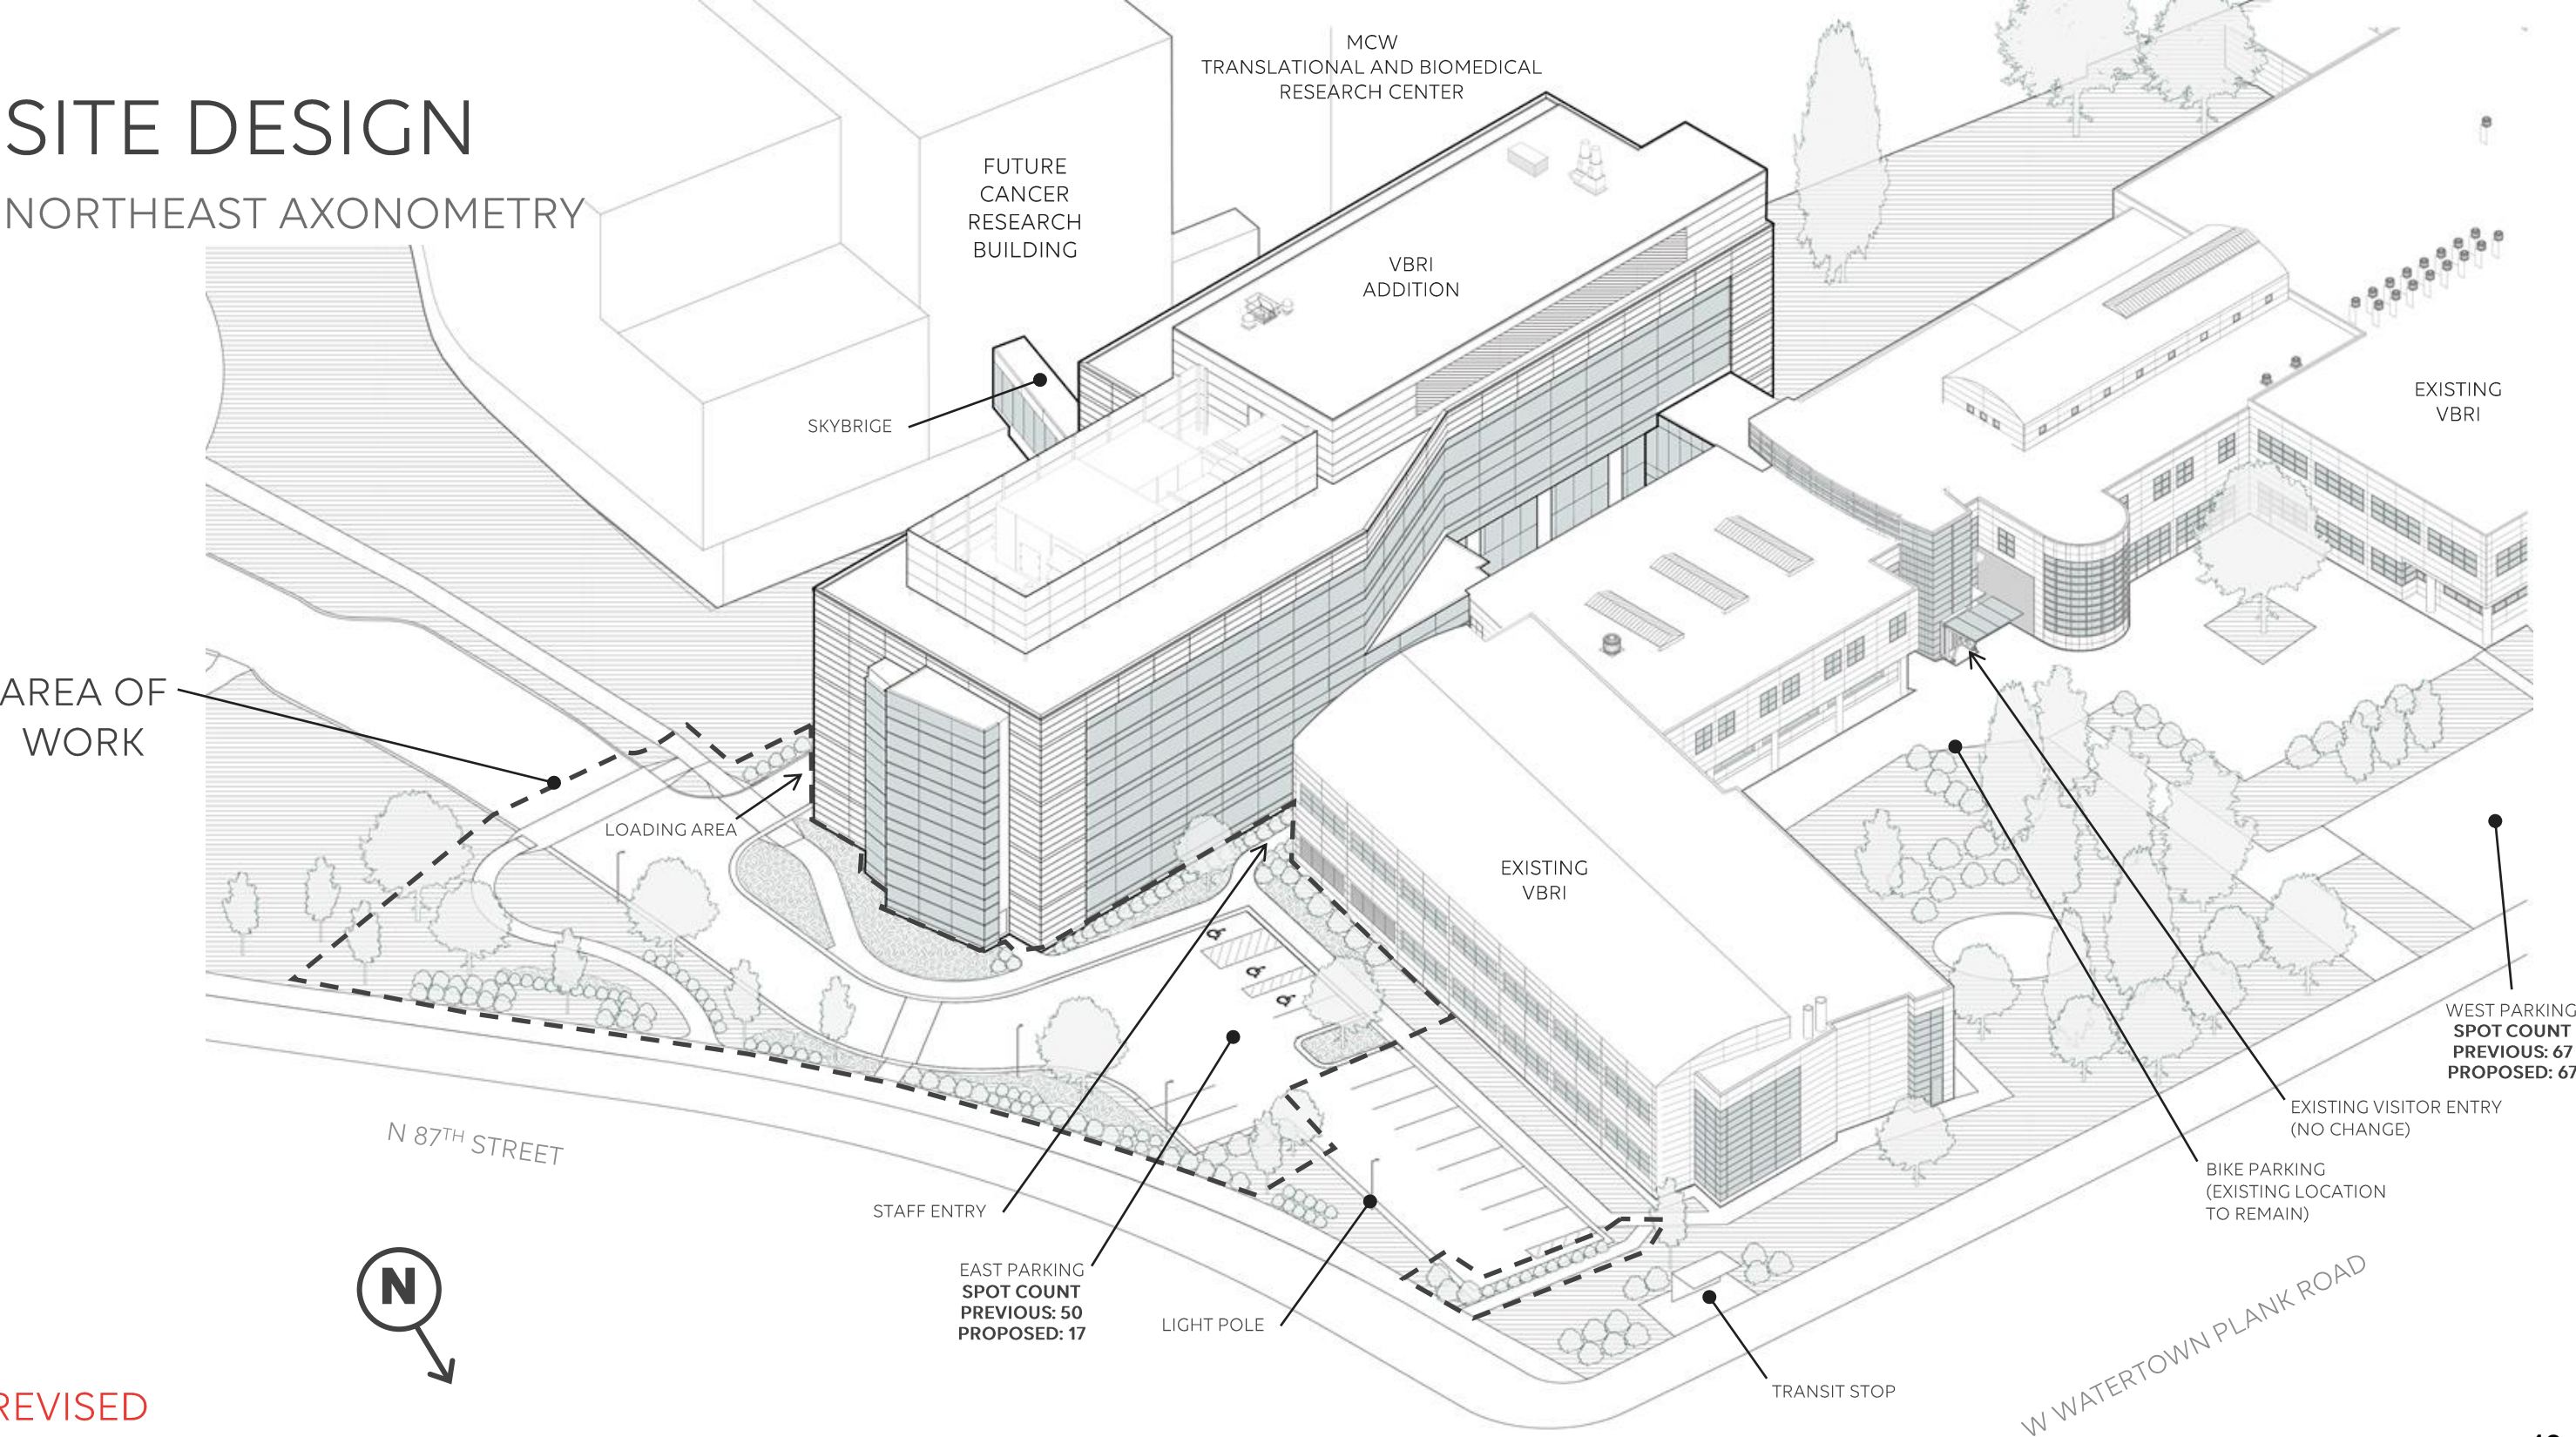 SITE DESIGN
NORTHEAST AXONOMETRY
MCW
TRANSLATIONAL AND BIOMEDICAL
RESEARCH CENTER
FUTURE
CANCER
RESEARCH
BUILDING
VBRI
ADDITION
SKYBRIGE
EXISTING
VBRI
AREA OF
WORK
LOADING AREA
EXISTING
VBRI
WEST PARKING
SPOT COUNT
PREVIOUS: 67
PROPOSED: 67
EXISTING VISITOR ENTRY
(NO CHANGE)
BIKE PARKING
(EXISTING LOCATION
TO REMAIN)
N 87TH STREET
STAFF ENTRY
EAST PARKING
SPOT COUNT
PREVIOUS: 50
PROPOSED: 17
LIGHT POLE
TRANSIT STOP
W WATERTOWN PLANK ROAD
N
REVISED